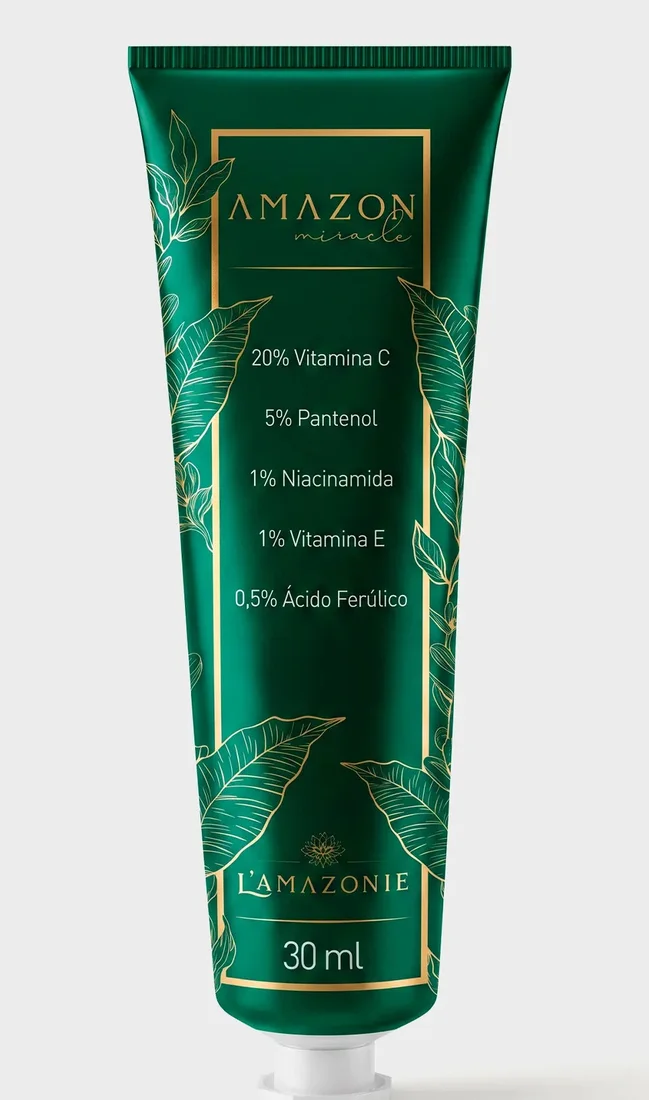 AMAZON
miracle
20% Vitamina C
5% Pantenol
1% Niacinamida
1% Vitamina E
0,5% Ácido Ferúlico
L'AMAZONIE
30 ml